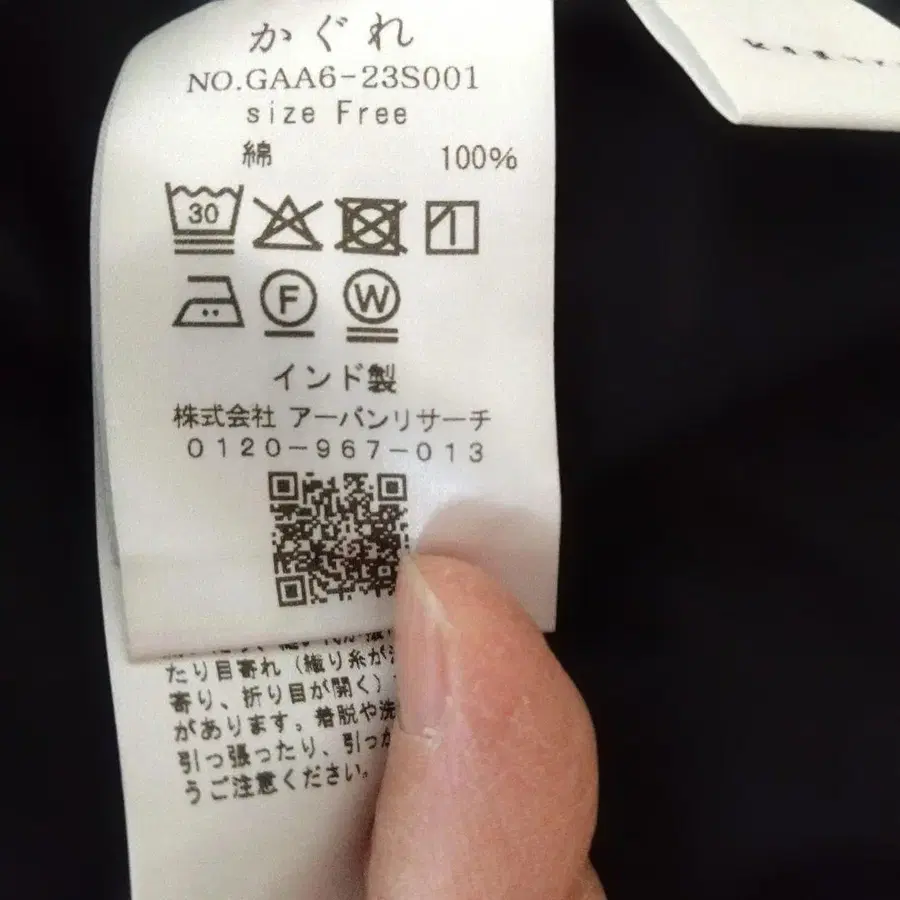 かぐれ
NO.GAA6-23S001
size Free
綿 100%
30
F W
インド製
株式会社 アーバンリサーチ
0120-967-013
たり目寄れ（織り糸が
寄り、折り目が開く）
があります。着脱や洗
引っ張ったり、引っか
うご注意ください。